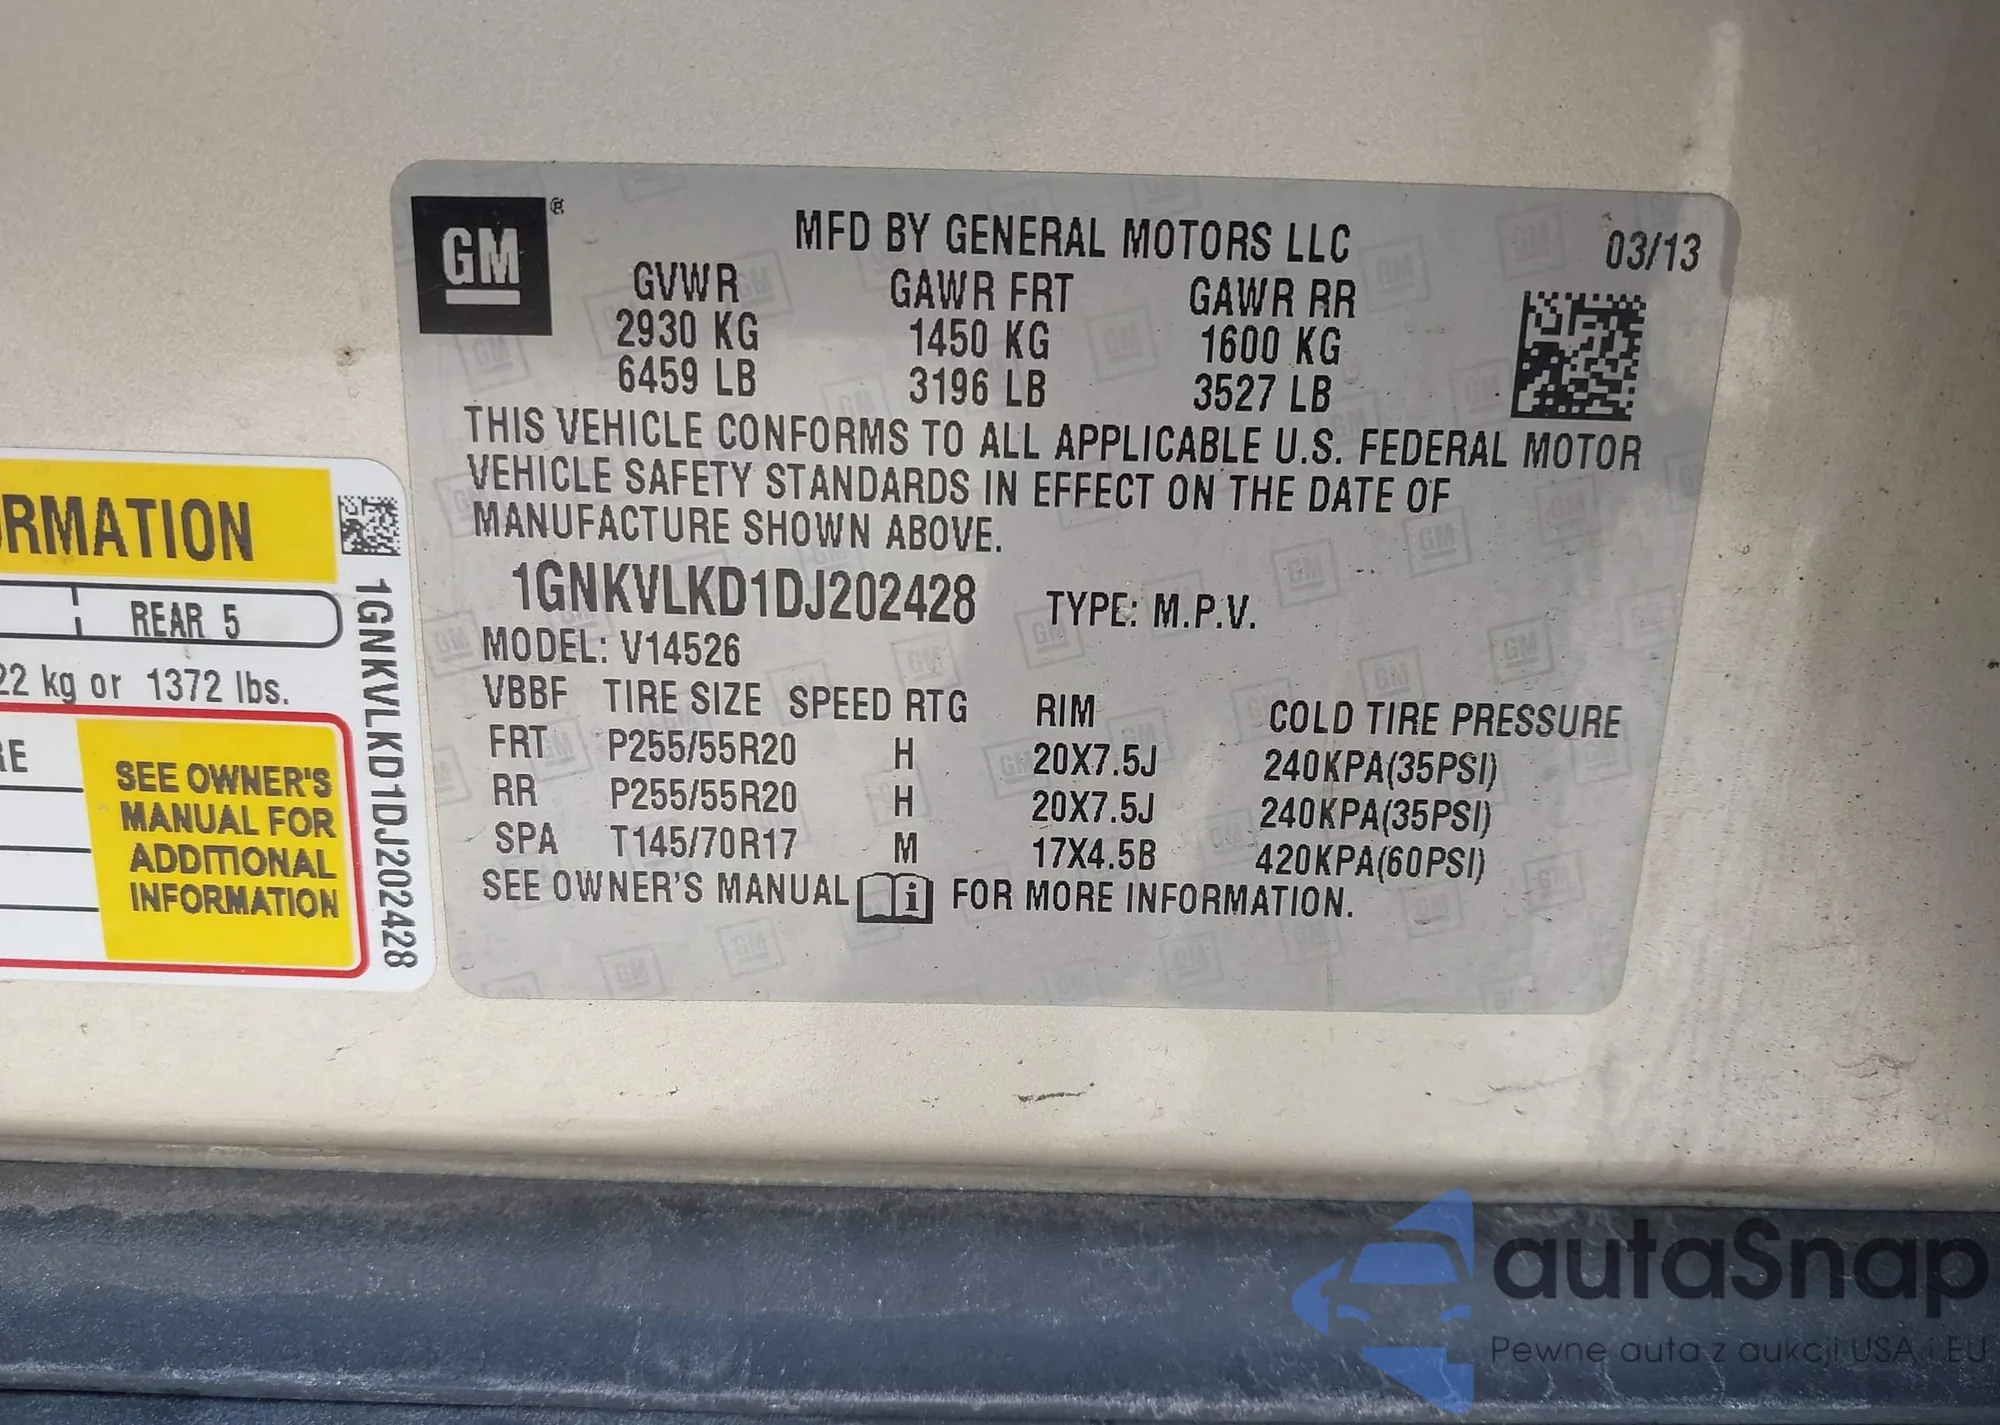 GM
MFD BY GENERAL MOTORS LLC 03/13
GVWR GAWR FRT GAWR RR
2930 KG 1450 KG 1600 KG
6459 LB 3196 LB 3527 LB
THIS VEHICLE CONFORMS TO ALL APPLICABLE U.S. FEDERAL MOTOR
VEHICLE SAFETY STANDARDS IN EFFECT ON THE DATE OF
MANUFACTURE SHOWN ABOVE.
1GNKVLKD1DJ202428 TYPE: M.P.V.
MODEL: V14526
VBBF TIRE SIZE SPEED RTG RIM COLD TIRE PRESSURE
FRT P255/55R20 H 20X7.5J 240KPA(35PSI)
RR P255/55R20 H 20X7.5J 240KPA(35PSI)
SPA T145/70R17 M 17X4.5B 420KPA(60PSI)
SEE OWNER'S MANUAL i FOR MORE INFORMATION.
RMATION
REAR 5
22 kg or 1372 lbs.
RE
SEE OWNER'S
MANUAL FOR
ADDITIONAL
INFORMATION
1GNKVLKD1DJ202428
autaSnap
Pewne auta z aukcji USA i EU